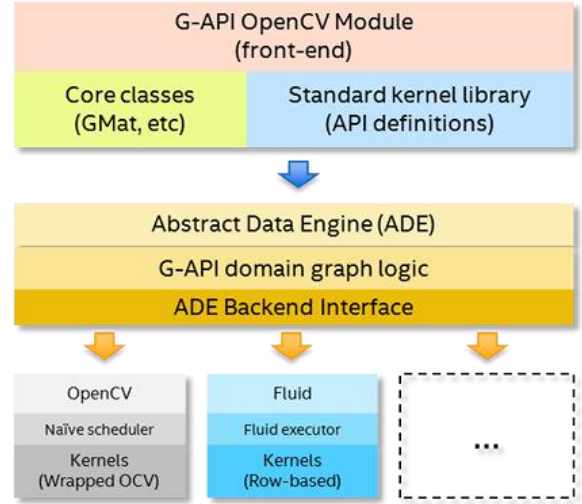 G-API OpenCV Module
(front-end)
Core classes
(GMat, etc)
Standard kernel library
(API definitions)
Abstract Data Engine (ADE)
G-API domain graph logic
ADE Backend Interface
OpenCV
Naïve scheduler
Kernels
(Wrapped OCV)
Fluid
Fluid executor
Kernels
(Row-based)
...